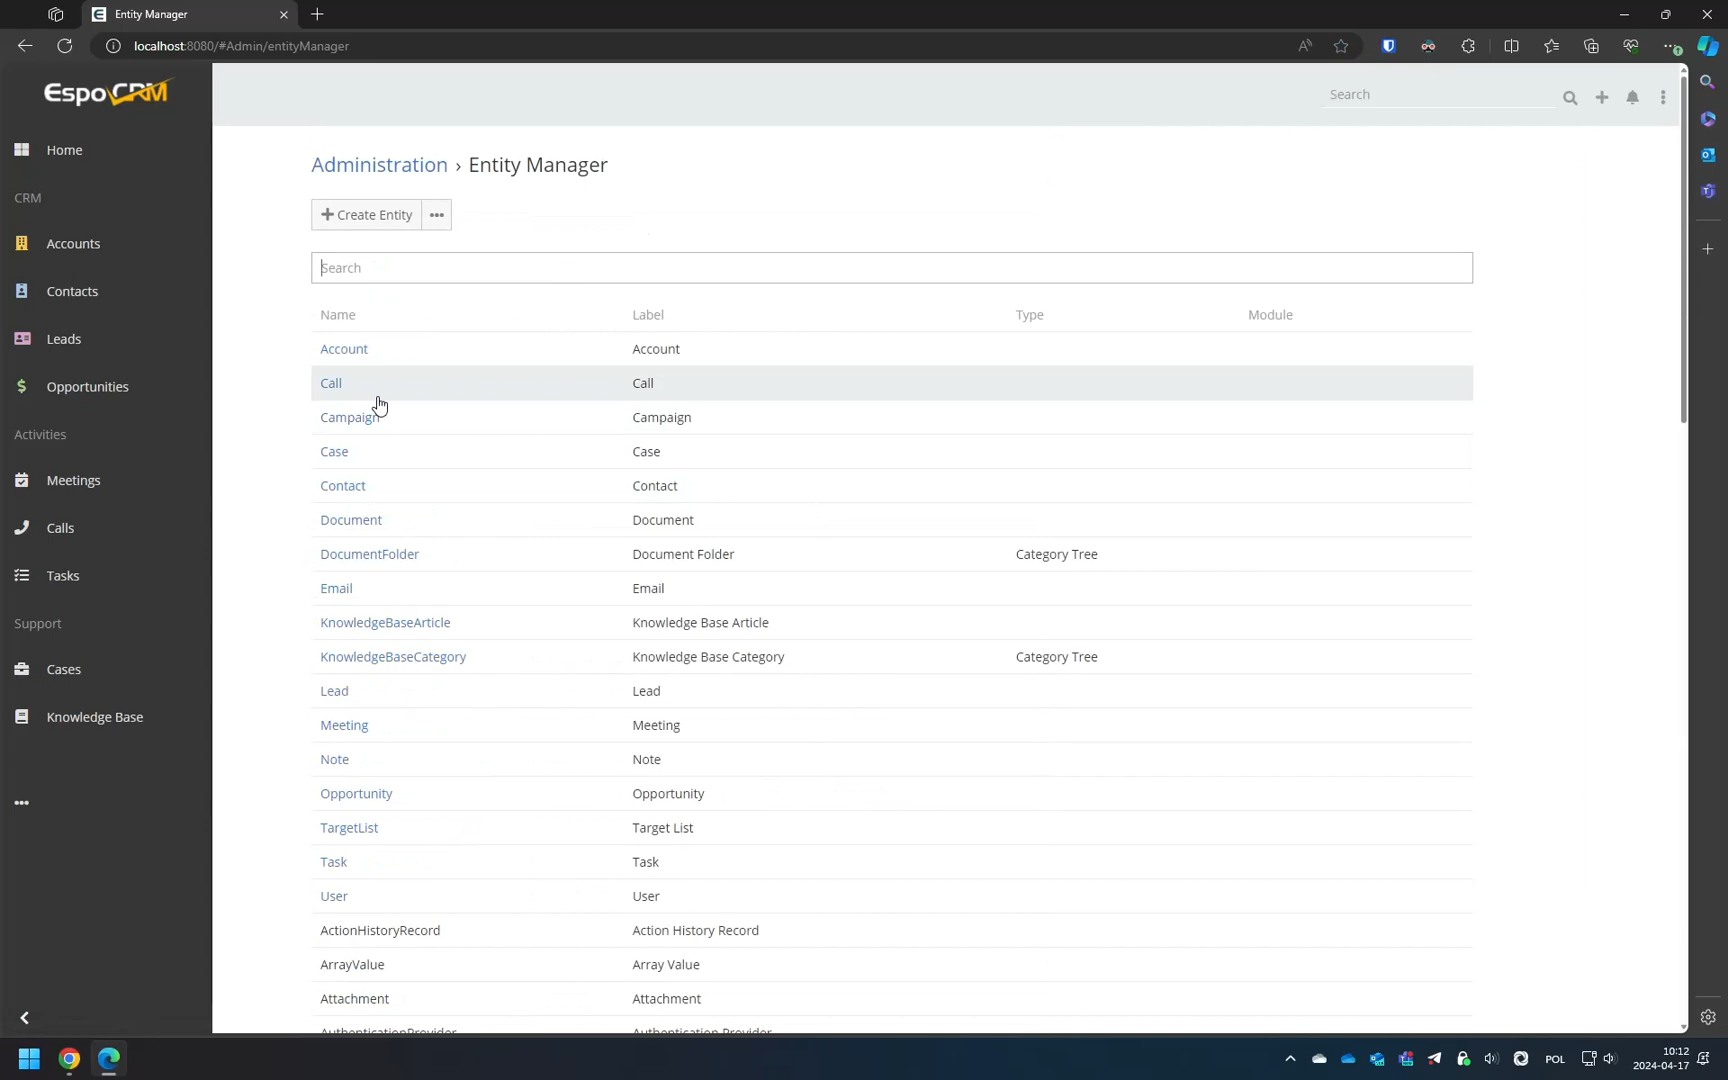 Entity Manager
localhost:8080/#Admin/entityManager
EspoCRM
Search
Home
CRM
Accounts
Contacts
Leads
Opportunities
Activities
Meetings
Calls
Tasks
Support
Cases
Knowledge Base
Administration › Entity Manager
Create Entity
Search
Name Label Type Module
Account Account
Call Call
Campaign Campaign
Case Case
Contact Contact
Document Document
DocumentFolder Document Folder Category Tree
Email Email
KnowledgeBaseArticle Knowledge Base Article
KnowledgeBaseCategory Knowledge Base Category Category Tree
Lead Lead
Meeting Meeting
Note Note
Opportunity Opportunity
TargetList Target List
Task Task
User User
ActionHistoryRecord Action History Record
ArrayValue Array Value
Attachment Attachment
AuthenticationProvider Authentication Provider
POL
10:12
2024-04-17